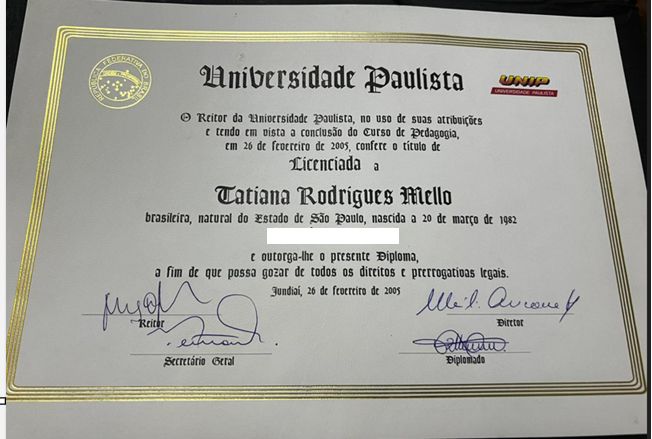 REPUBLICA FEDERATIVA DO BRASIL
Universidade Paulista
UNIP
UNIVERSIDADE PAULISTA
O Reitor da Universidade Paulista, no uso de suas atribuições
e tendo em vista a conclusão do Curso de Pedagogia,
em 26 de fevereiro de 2005, confere o título de
Licenciada a
Tatiana Rodrigues Mello
brasileira, natural do Estado de São Paulo, nascida a 20 de março de 1982
e outorga-lhe o presente Diploma,
a fim de que possa gozar de todos os direitos e prerrogativas legais.
Jundiaí, 26 de fevereiro de 2005
Reitor
Diretor
Secretário Geral
Diplomado